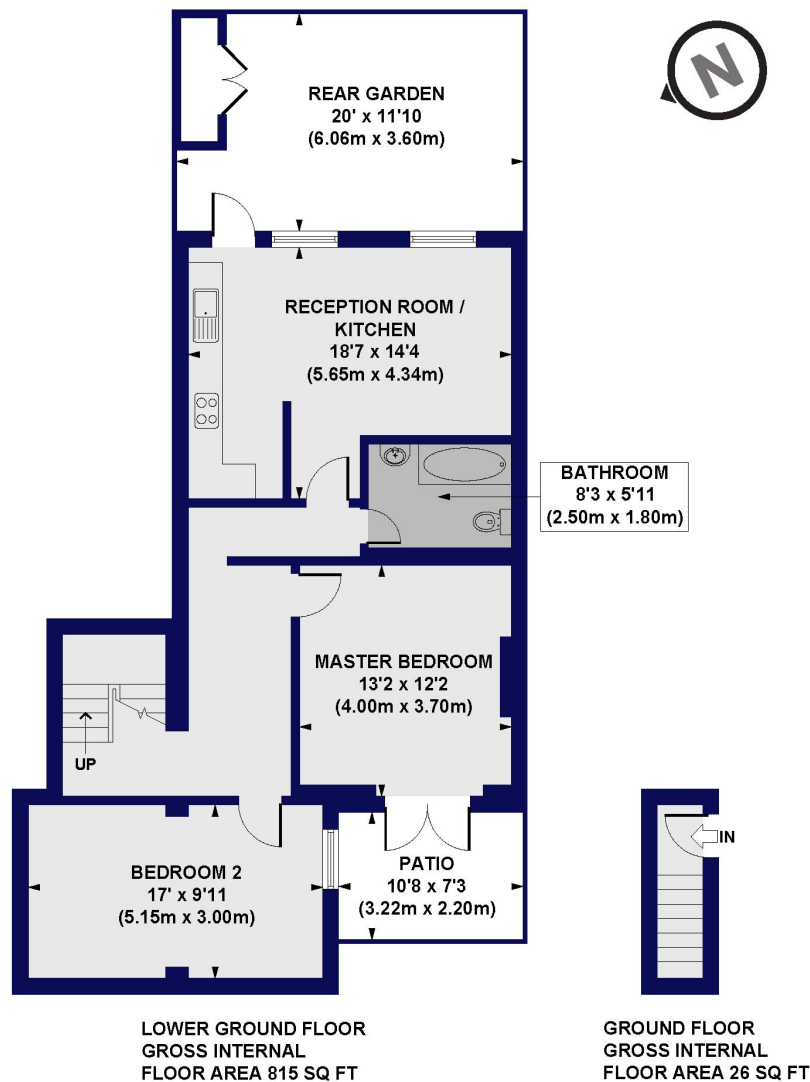 N
REAR GARDEN
20' x 11'10
(6.06m x 3.60m)
RECEPTION ROOM /
KITCHEN
18'7 x 14'4
(5.65m x 4.34m)
BATHROOM
8'3 x 5'11
(2.50m x 1.80m)
MASTER BEDROOM
13'2 x 12'2
(4.00m x 3.70m)
UP
BEDROOM 2
17' x 9'11
(5.15m x 3.00m)
PATIO
10'8 x 7'3
(3.22m x 2.20m)
IN
LOWER GROUND FLOOR
GROSS INTERNAL
FLOOR AREA 815 SQ FT
GROUND FLOOR
GROSS INTERNAL
FLOOR AREA 26 SQ FT